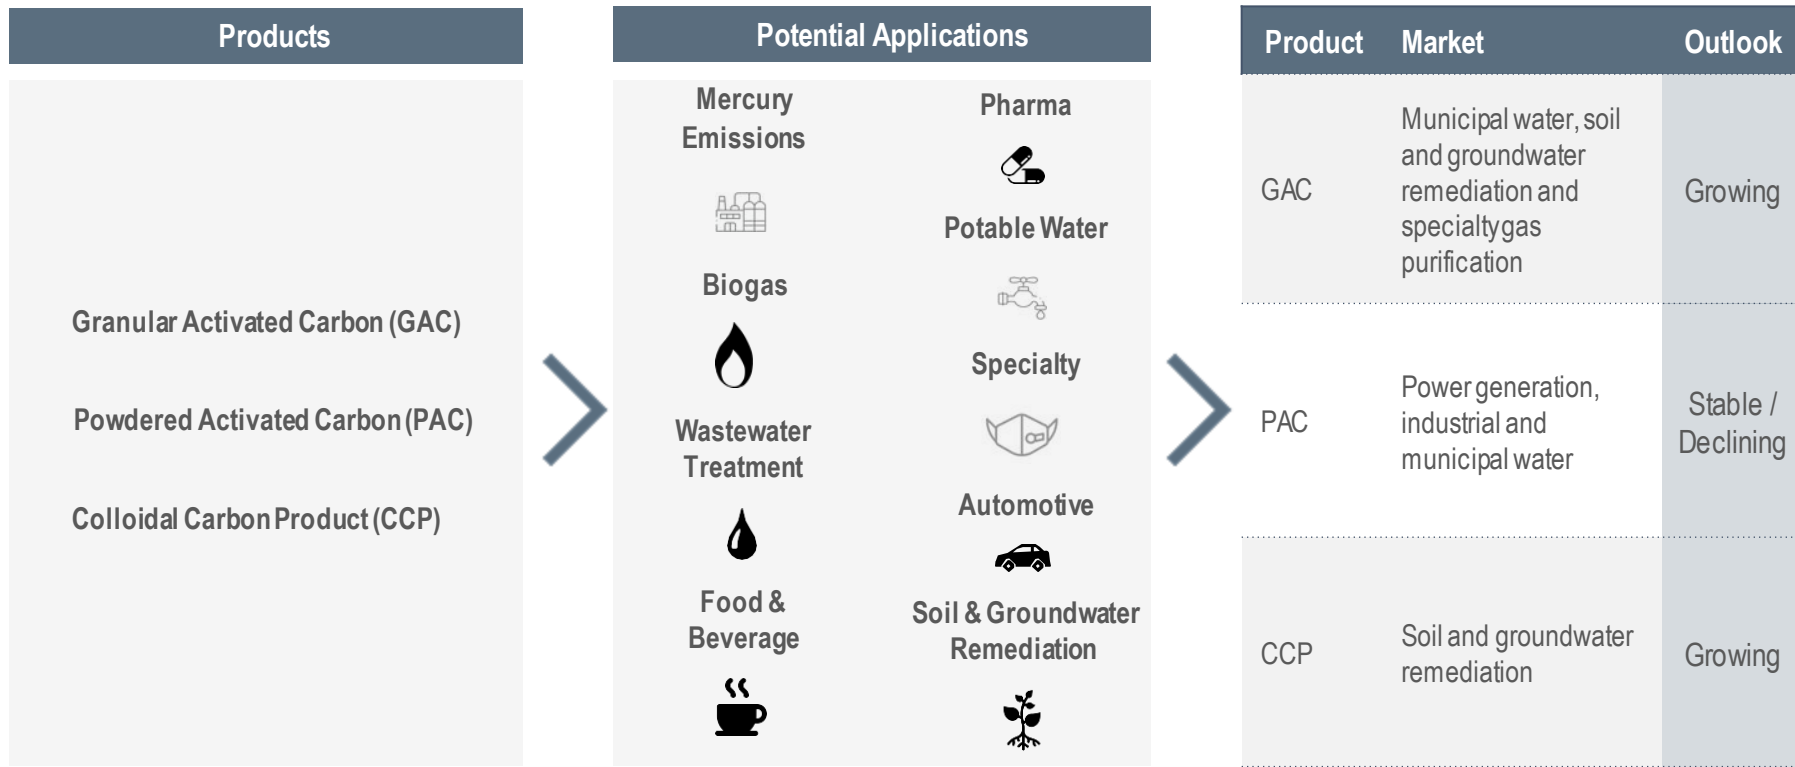 Products
Granular Activated Carbon (GAC)
Powdered Activated Carbon (PAC)
Colloidal Carbon Product (CCP)
Potential Applications
Mercury
Emissions
Biogas
Wastewater
Treatment
Food &
Beverage
Pharma
Potable Water
Specialty
Automotive
Soil & Groundwater
Remediation
Product Market Outlook
GAC
Municipal water, soil
and groundwater
remediation and
specialty gas
purification
Growing
PAC
Power generation,
industrial and
municipal water
Stable /
Declining
CCP
Soil and groundwater
remediation
Growing